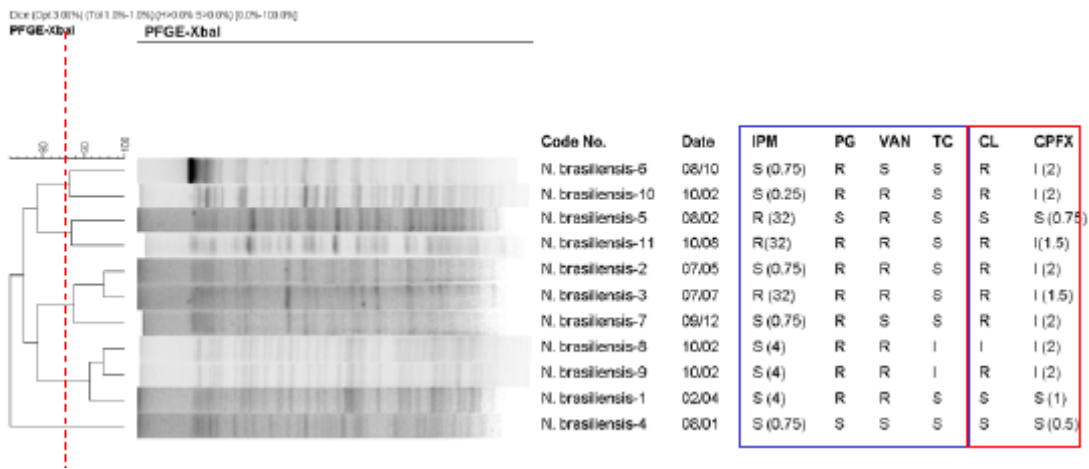 Dice (Opt:3.00%) (Tol 1.0%-1.0%) (H>0.0% S>0.0%) [0.0%-100.0%]
PFGE-XbaI PFGE-XbaI
80 90 100
Code No. Date IPM PG VAN TC CL CPFX
N. brasiliensis-6 08/10 S (0.75) R S S R I (2)
N. brasiliensis-10 10/02 S (0.25) R R S R I (2)
N. brasiliensis-5 08/02 R (32) S R S S S (0.75)
N. brasiliensis-11 10/08 R(32) R R S R I(1.5)
N. brasiliensis-2 07/05 S (0.75) R R S R I (2)
N. brasiliensis-3 07/07 R (32) R R S R I (1.5)
N. brasiliensis-7 09/12 S (0.75) R S S R I (2)
N. brasiliensis-8 10/02 S (4) R R I I I (2)
N. brasiliensis-9 10/02 S (4) R R I R I (2)
N. brasiliensis-1 02/04 S (4) R R S S S (1)
N. brasiliensis-4 08/01 S (0.75) S S S S S (0.5)